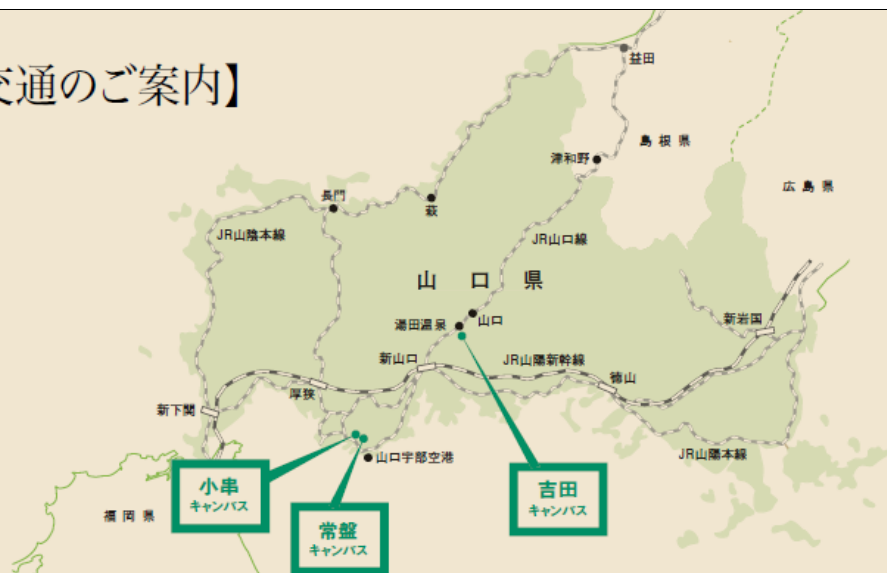 交通のご案内】
益田
島根県
津和野
広島県
長門
萩
JR山陰本線
JR山口線
山口県
湯田温泉
山口
新岩国
新山口
JR山陽新幹線
厚狭
徳山
新下関
山口宇部空港
JR山陽本線
小串
キャンパス
吉田
キャンパス
福岡県
常盤
キャンパス